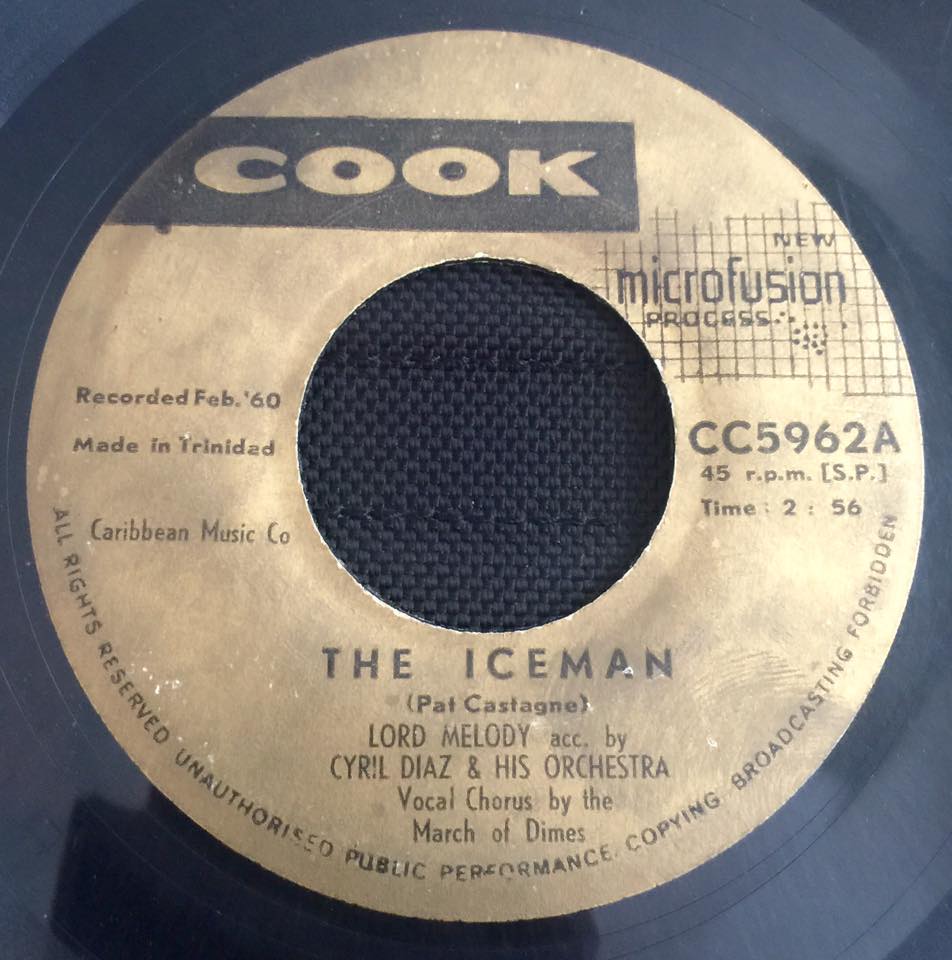 COOK
NEW
microfusion
PROCESS
Recorded Feb.'60
Made in Trinidad
Caribbean Music Co
CC5962A
45 r.p.m. [S.P.]
Time : 2 : 56
THE ICEMAN
(Pat Castagne)
LORD MELODY acc. by
CYRIL DIAZ & HIS ORCHESTRA
Vocal Chorus by the
March of Dimes
ALL RIGHTS RESERVED UNAUTHORISED PUBLIC PERFORMANCE. COPYING. BROADCASTING FORBIDDEN